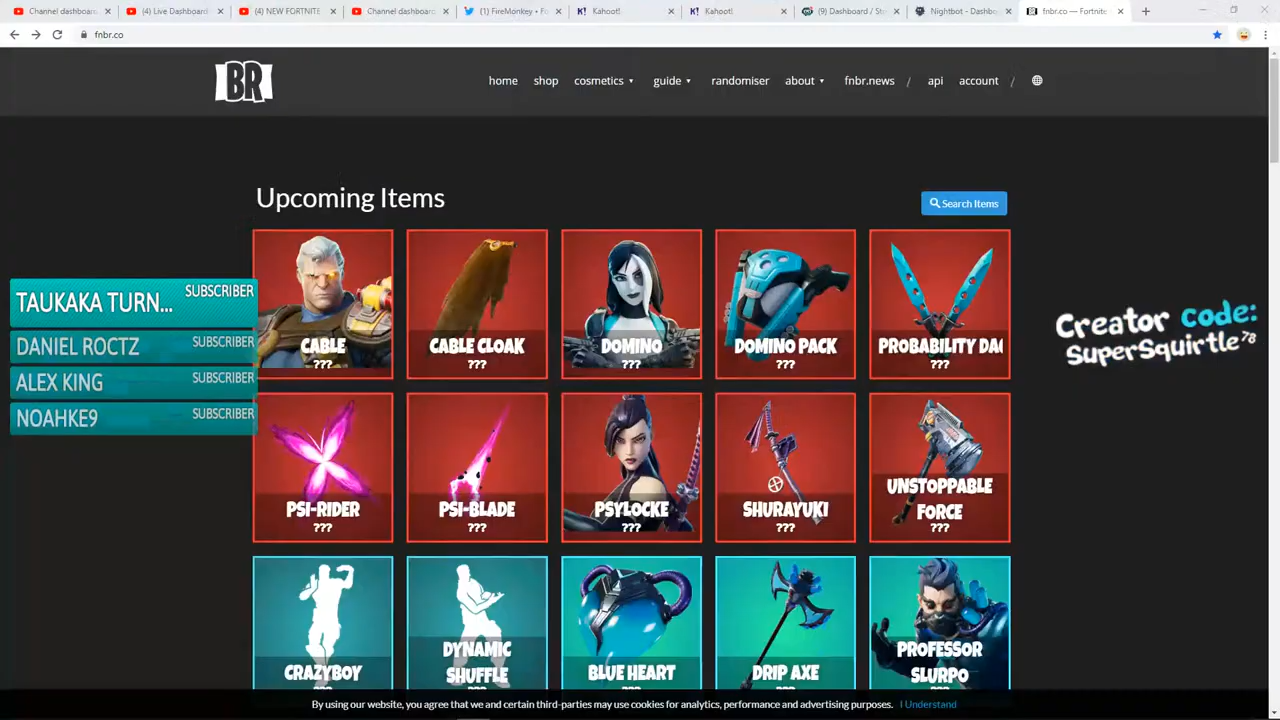 Channel dashboar
(4) Live Dashboard
(4) NEW FORTNITE
Channel dashboard
(1) FireMonkey • Fo
Kahoot!
Kahoot!
(9) Dashboard / Str
Nightbot - Dashbo
fnbr.co — Fortnite
fnbr.co
BR
home
shop
cosmetics
guide
randomiser
about
fnbr.news
/
api
account
/
Upcoming Items
Search Items
CABLE
???
CABLE CLOAK
???
DOMINO
???
DOMINO PACK
???
PROBABILITY DAG
???
TAUKAKA TURN... SUBSCRIBER
DANIEL ROCTZ SUBSCRIBER
ALEX KING SUBSCRIBER
NOAHKE9 SUBSCRIBER
Creator code:
SuperSquirtle78
PSI-RIDER
???
PSI-BLADE
???
PSYLOCKE
???
SHURAYUKI
???
UNSTOPPABLE
FORCE
???
CRAZYBOY
DYNAMIC
SHUFFLE
BLUE HEART
DRIP AXE
PROFESSOR
SLURPO
By using our website, you agree that we and certain third-parties may use cookies for analytics, performance and advertising purposes. I Understand